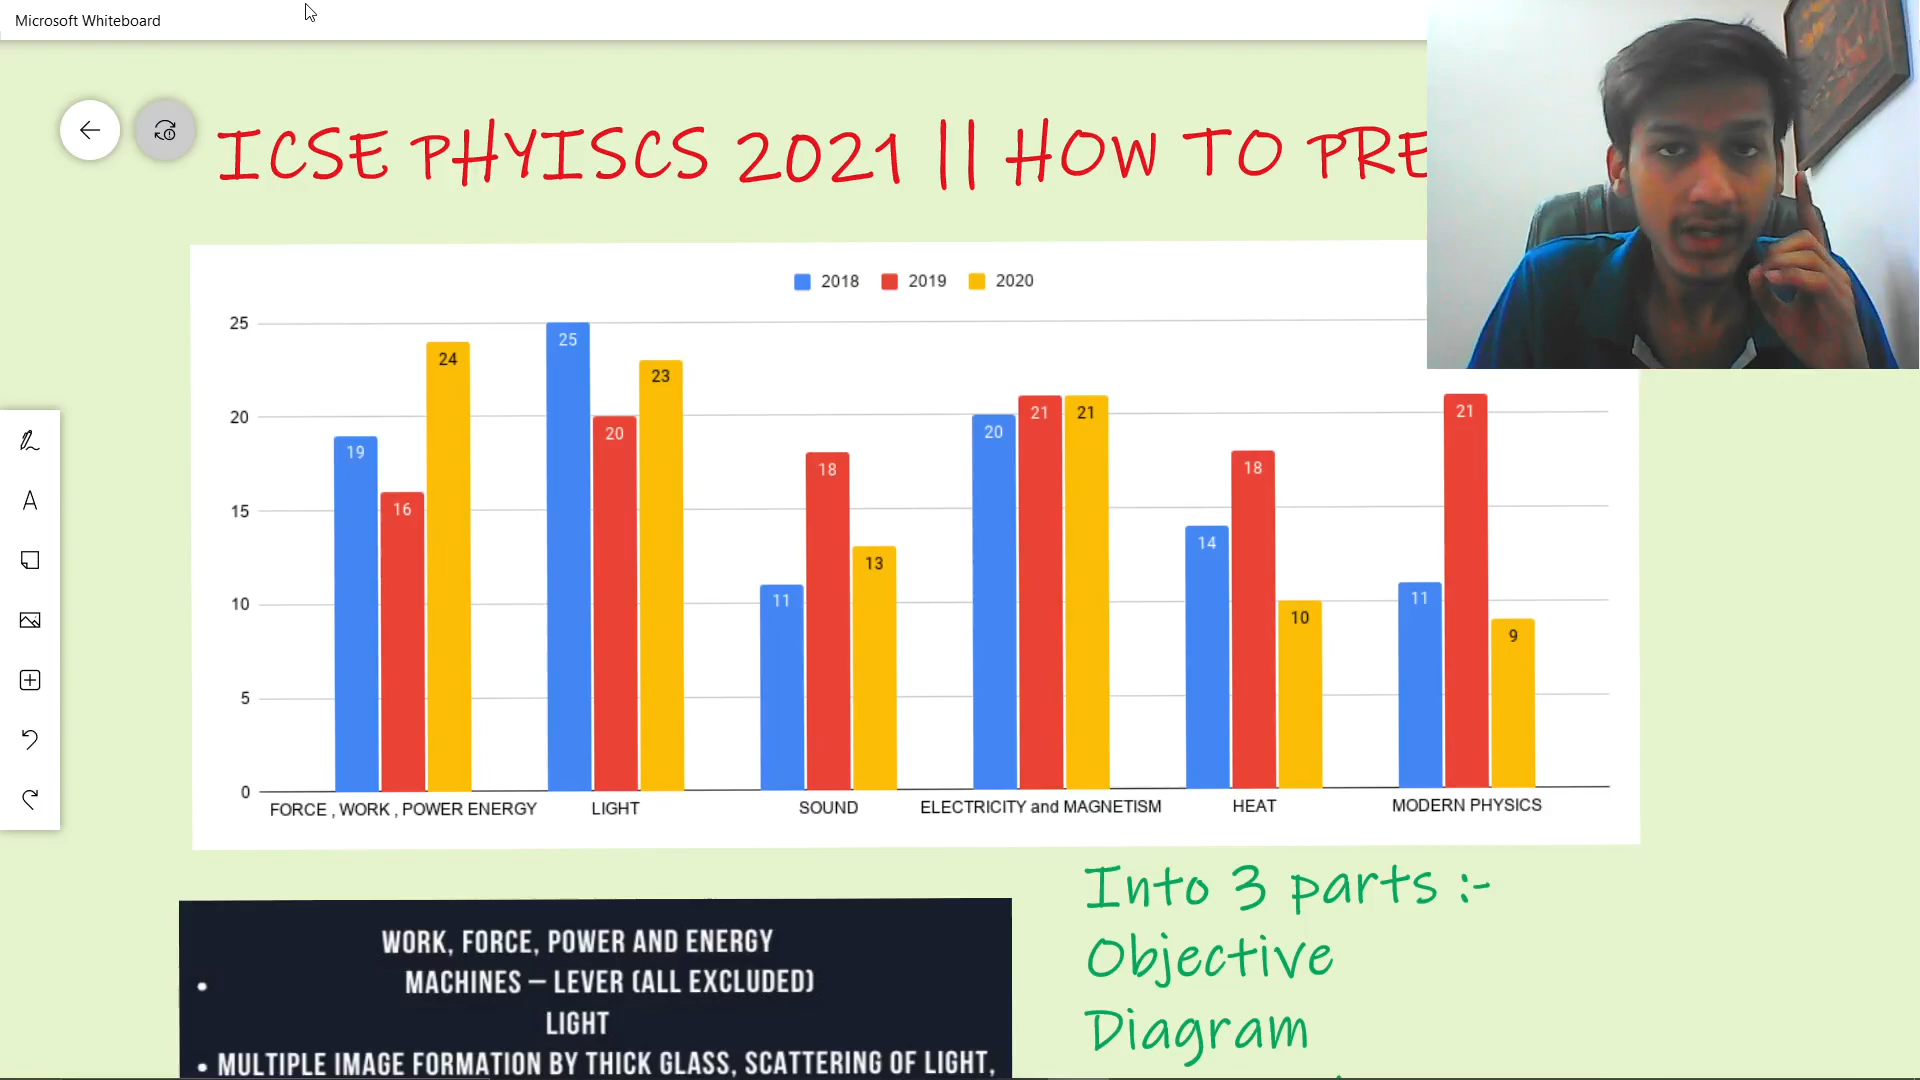 Microsoft Whiteboard
ICSE PHYISCS 2021 || HOW TO PRE
2018 2019 2020
25
20
15
10
5
0
19 16 24
25 20 23
11 18 13
20 21 21
14 18 10
11 21 9
FORCE , WORK , POWER ENERGY LIGHT SOUND ELECTRICITY and MAGNETISM HEAT MODERN PHYSICS
WORK, FORCE, POWER AND ENERGY
• MACHINES – LEVER (ALL EXCLUDED)
LIGHT
• MULTIPLE IMAGE FORMATION BY THICK GLASS, SCATTERING OF LIGHT,
Into 3 parts :-
Objective
Diagram